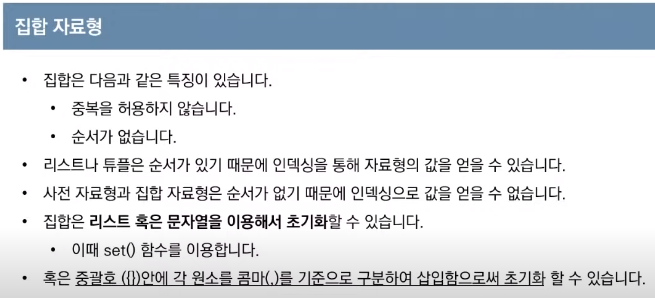 집합 자료형
• 집합은 다음과 같은 특징이 있습니다.
• 중복을 허용하지 않습니다.
• 순서가 없습니다.
• 리스트나 튜플은 순서가 있기 때문에 인덱싱을 통해 자료형의 값을 얻을 수 있습니다.
• 사전 자료형과 집합 자료형은 순서가 없기 때문에 인덱싱으로 값을 얻을 수 없습니다.
• 집합은 리스트 혹은 문자열을 이용해서 초기화할 수 있습니다.
• 이때 set() 함수를 이용합니다.
• 혹은 중괄호 ({})안에 각 원소를 콤마(,)를 기준으로 구분하여 삽입함으로써 초기화 할 수 있습니다.